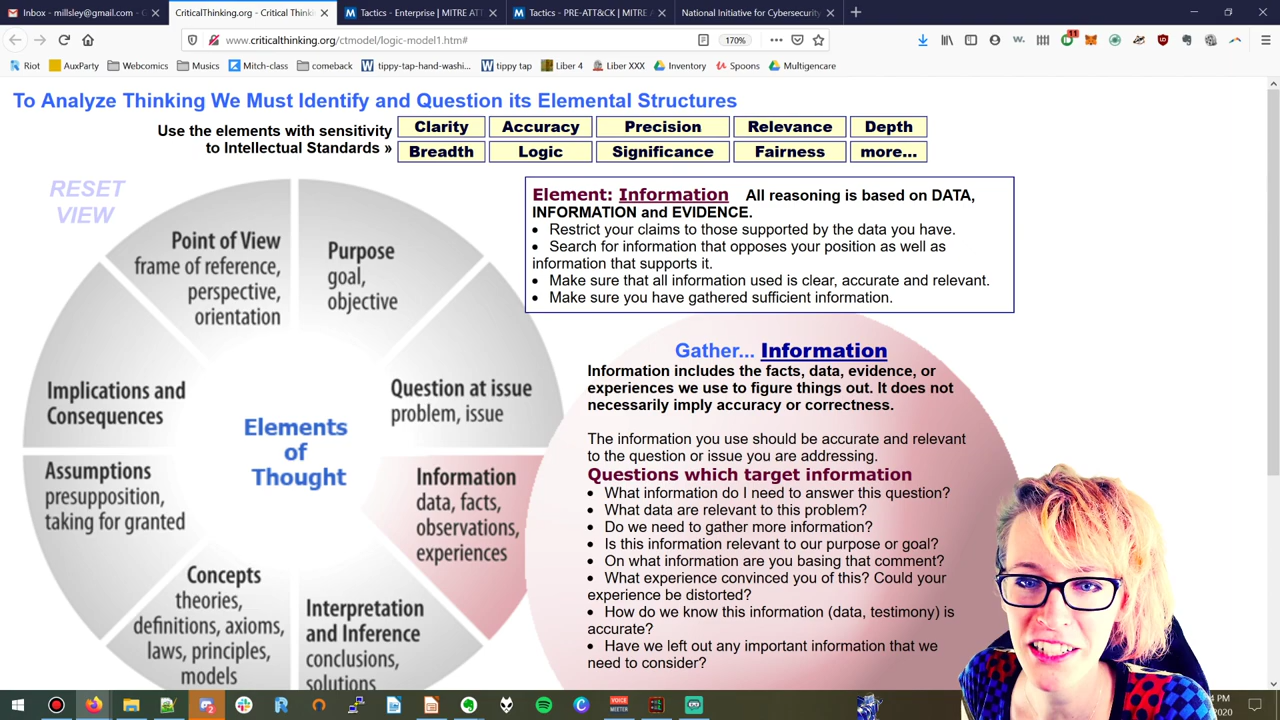 Inbox - millsley@gmail.com -
CriticalThinking.org - Critical Thinki
Tactics - Enterprise | MITRE ATT
Tactics - PRE-ATT&CK | MITRE
National Initiative for Cybersecurity
www.criticalthinking.org/ctmodel/logic-model1.htm#
170%
11
Riot
AuxParty
Webcomics
Musics
Mitch-class
comeback
tippy-tap-hand-washi...
tippy tap
Liber 4
Liber XXX
Inventory
Spoons
Multigencare
To Analyze Thinking We Must Identify and Question its Elemental Structures
Use the elements with sensitivity
to Intellectual Standards »
Clarity
Accuracy
Precision
Relevance
Depth
Breadth
Logic
Significance
Fairness
more...
RESET
VIEW
Point of View
frame of reference,
perspective,
orientation
Purpose
goal,
objective
Implications and
Consequences
Question at issue
problem, issue
Elements
of
Thought
Assumptions
presupposition,
taking for granted
Information
data, facts,
observations,
experiences
Concepts
theories,
definitions, axioms,
laws, principles,
models
Interpretation
and Inference
conclusions,
solutions
Element: Information All reasoning is based on DATA,
INFORMATION and EVIDENCE.
• Restrict your claims to those supported by the data you have.
• Search for information that opposes your position as well as
information that supports it.
• Make sure that all information used is clear, accurate and relevant.
• Make sure you have gathered sufficient information.
Gather... Information
Information includes the facts, data, evidence, or
experiences we use to figure things out. It does not
necessarily imply accuracy or correctness.
The information you use should be accurate and relevant
to the question or issue you are addressing.
Questions which target information
• What information do I need to answer this question?
• What data are relevant to this problem?
• Do we need to gather more information?
• Is this information relevant to our purpose or goal?
• On what information are you basing that comment?
• What experience convinced you of this? Could your
experience be distorted?
• How do we know this information (data, testimony) is
accurate?
• Have we left out any important information that we
need to consider?
VOICE
MEETER
PM
2020